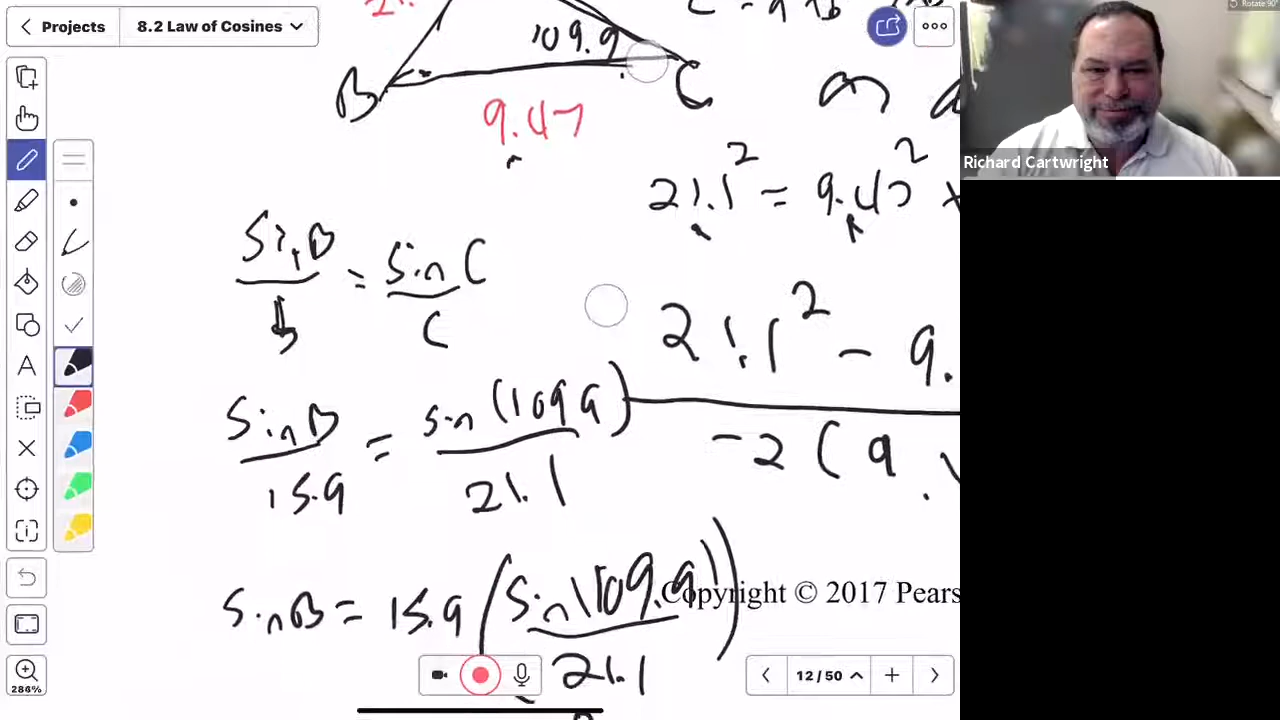 Projects
8.2 Law of Cosines
Rotate 90°
Richard Cartwright
109.9
B
C
9.47
21.1² = 9.47² +
sin B = sin C
b c
21.1² - 9.
-2 ( 9
sin B = sin (109.9)
15.9 21.1
sin B = 15.9 ( sin 109.9 )
21.1
Copyright © 2017 Pears
12/50
286%